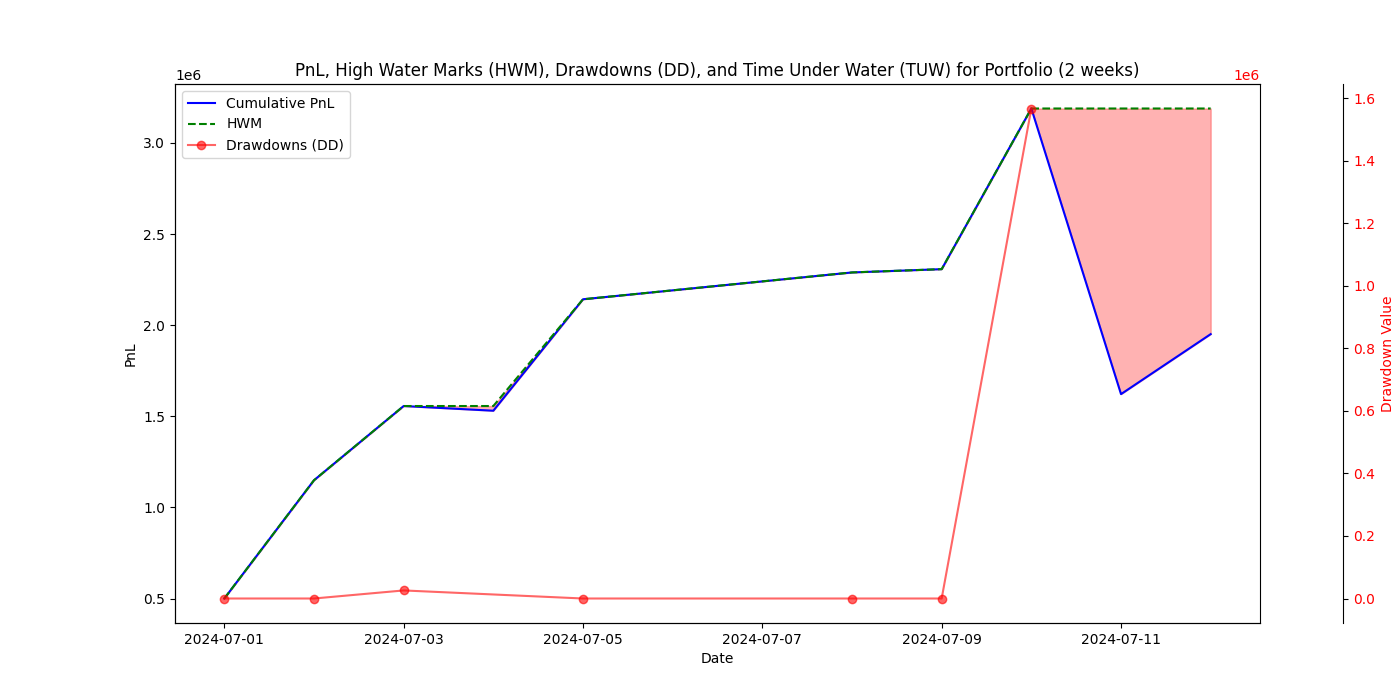 PnL, High Water Marks (HWM), Drawdowns (DD), and Time Under Water (TUW) for Portfolio (2 weeks)
1e6
1e6
Cumulative PnL
HWM
Drawdowns (DD)
3.0
2.5
2.0
1.5
1.0
0.5
PnL
1.6
1.4
1.2
1.0
0.8
0.6
0.4
0.2
0.0
Drawdown Value
2024-07-01
2024-07-03
2024-07-05
2024-07-07
2024-07-09
2024-07-11
Date